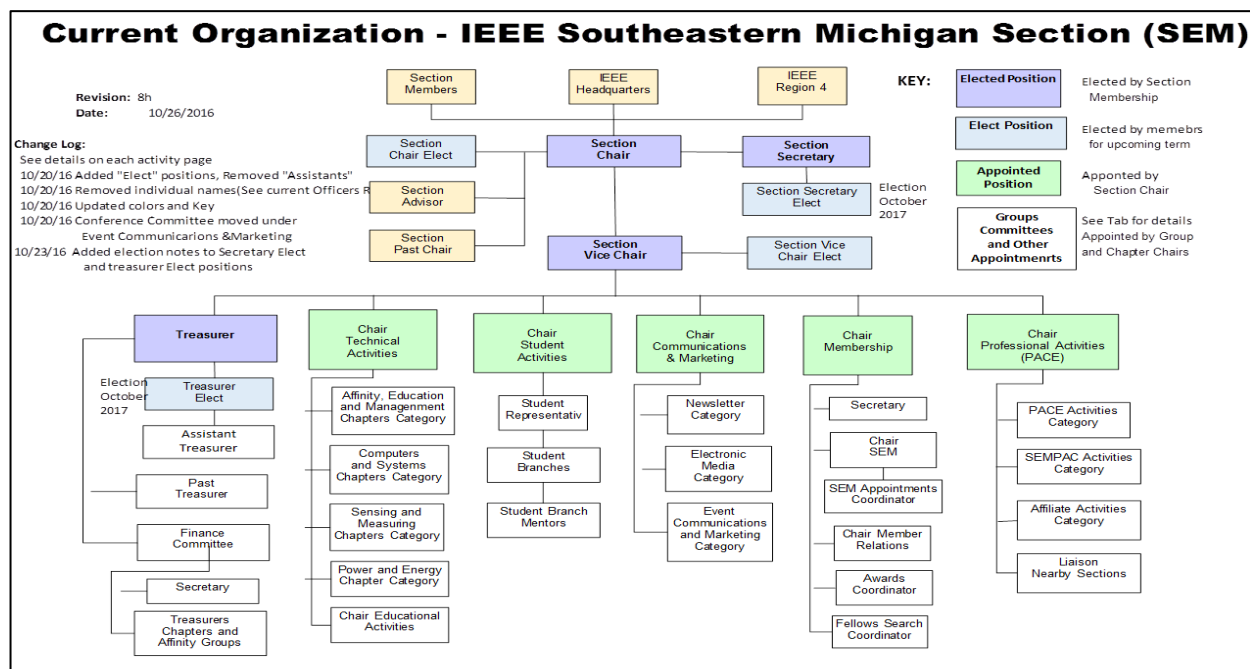 Current Organization - IEEE Southeastern Michigan Section (SEM)
Revision: 8h
Date: 10/26/2016
Change Log:
See details on each activity page
10/20/16 Added "Elect" positions, Removed "Assistants"
10/20/16 Removed individual names(See current Officers R
10/20/16 Updated colors and Key
10/20/16 Conference Committee moved under
Event Communicarions &Marketing
10/23/16 Added election notes to Secretary Elect
and treasurer Elect positions
Section
Members
IEEE
Headquarters
IEEE
Region 4
KEY:
Elected Position
Elected by Section
Membership
Elect Position
Elected by memebrs
for upcoming term
Appointed
Position
Apponted by
Section Chair
Groups
Committees
and Other
Appointmenrts
See Tab for details
Appointed by Group
and Chapter Chairs
Section
Chair Elect
Section
Chair
Section
Secretary
Section
Advisor
Section Secretary
Elect
Election
October
2017
Section
Past Chair
Section
Vice Chair
Section Vice
Chair Elect
Treasurer
Election
October
2017
Treasurer
Elect
Assistant
Treasurer
Past
Treasurer
Finance
Committee
Secretary
Treasurers
Chapters and
Affinity Groups
Chair
Technical
Activities
Affinity, Education
and Mangenment
Chapters Category
Computers
and Systems
Chapters Category
Sensing and
Measuring
Chapters Category
Power and Energy
Chapter Category
Chair Educational
Activities
Chair
Student
Activities
Student
Representativ
Student
Branches
Student Branch
Mentors
Chair
Communications
& Marketing
Newsletter
Category
Electronic
Media
Category
Event
Communications
and Marketing
Category
Chair
Membership
Secretary
Chair
SEM
SEM Appointments
Coordinator
Chair Member
Relations
Awards
Coordinator
Fellows Search
Coordinator
Chair
Professional Activities
(PACE)
PACE Activities
Category
SEMPAC Activities
Category
Affiliate Activities
Category
Liaison
Nearby Sections